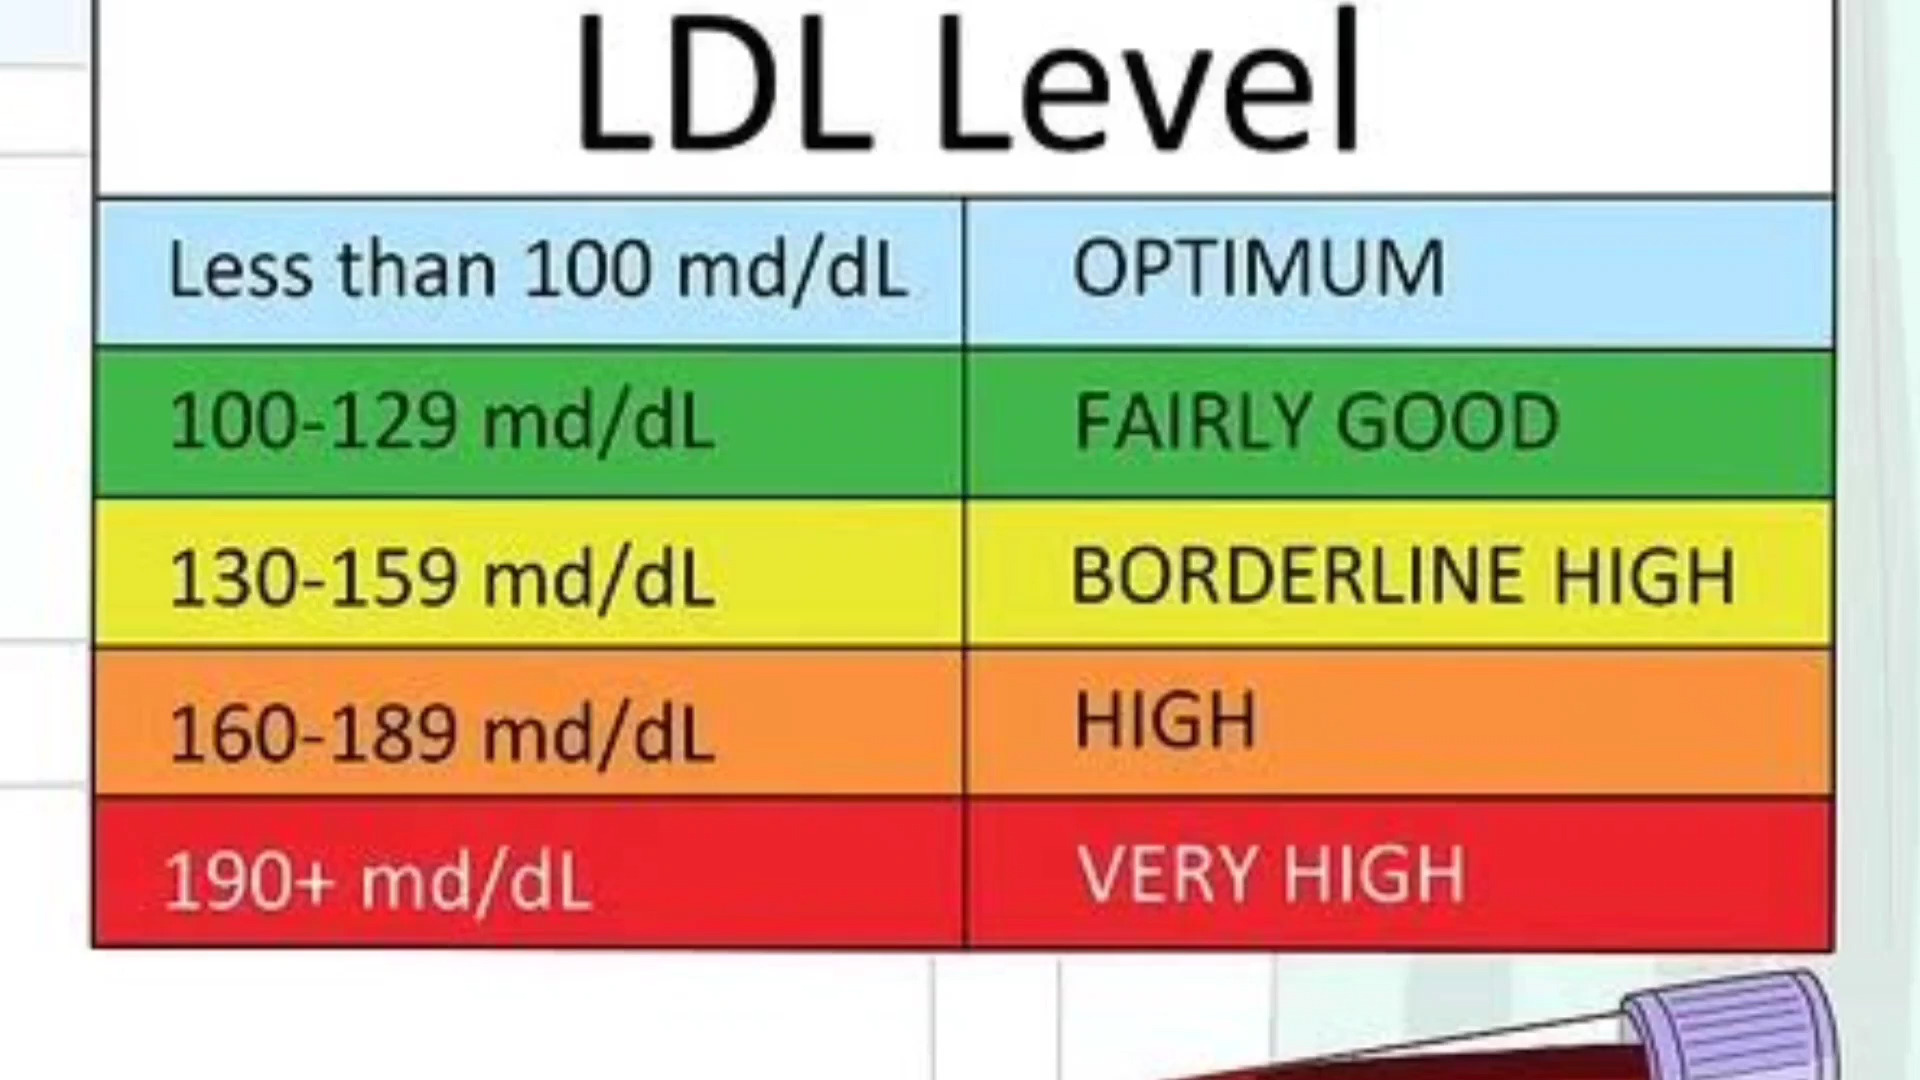 LDL Level
Less than 100 md/dL OPTIMUM
100-129 md/dL FAIRLY GOOD
130-159 md/dL BORDERLINE HIGH
160-189 md/dL HIGH
190+ md/dL VERY HIGH